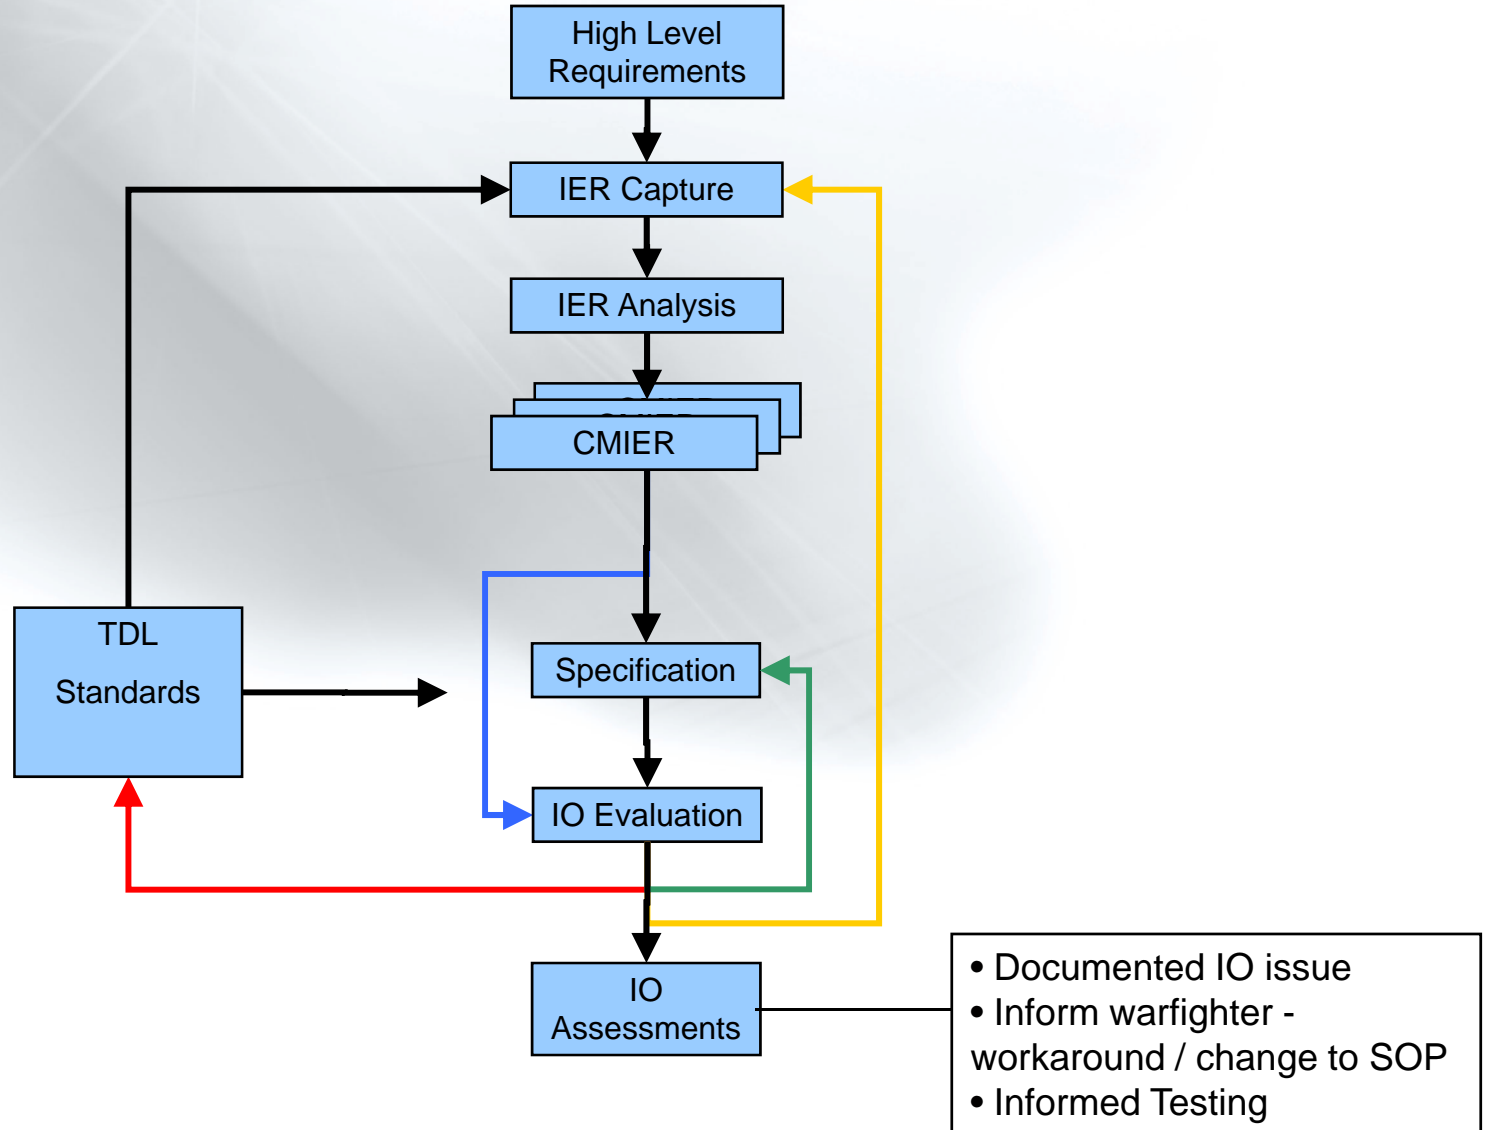 High Level
Requirements
IER Capture
IER Analysis
CMIER
TDL
Standards
Specification
IO Evaluation
IO
Assessments
• Documented IO issue
• Inform warfighter -
workaround / change to SOP
• Informed Testing